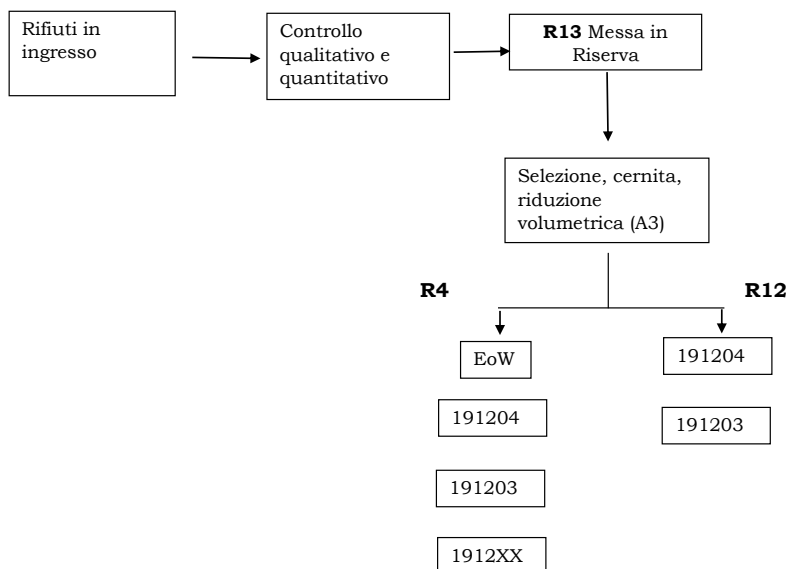 Rifiuti in
ingresso
Controllo
qualitativo e
quantitativo
R13 Messa in
Riserva
Selezione, cernita,
riduzione
volumetrica (A3)
R4
R12
EoW
191204
191204
191203
191203
1912XX